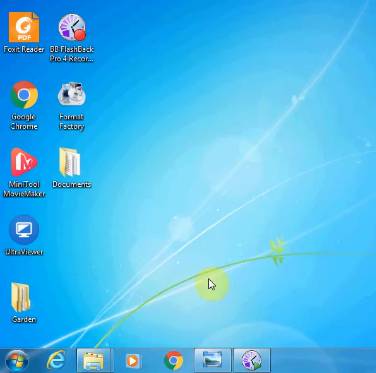 PDF
Foxit Reader
BB FlashBack
Pro 4 Recor...
Google
Chrome
Format
Factory
MiniTool
MovieMaker
Documents
UltraViewer
Garden